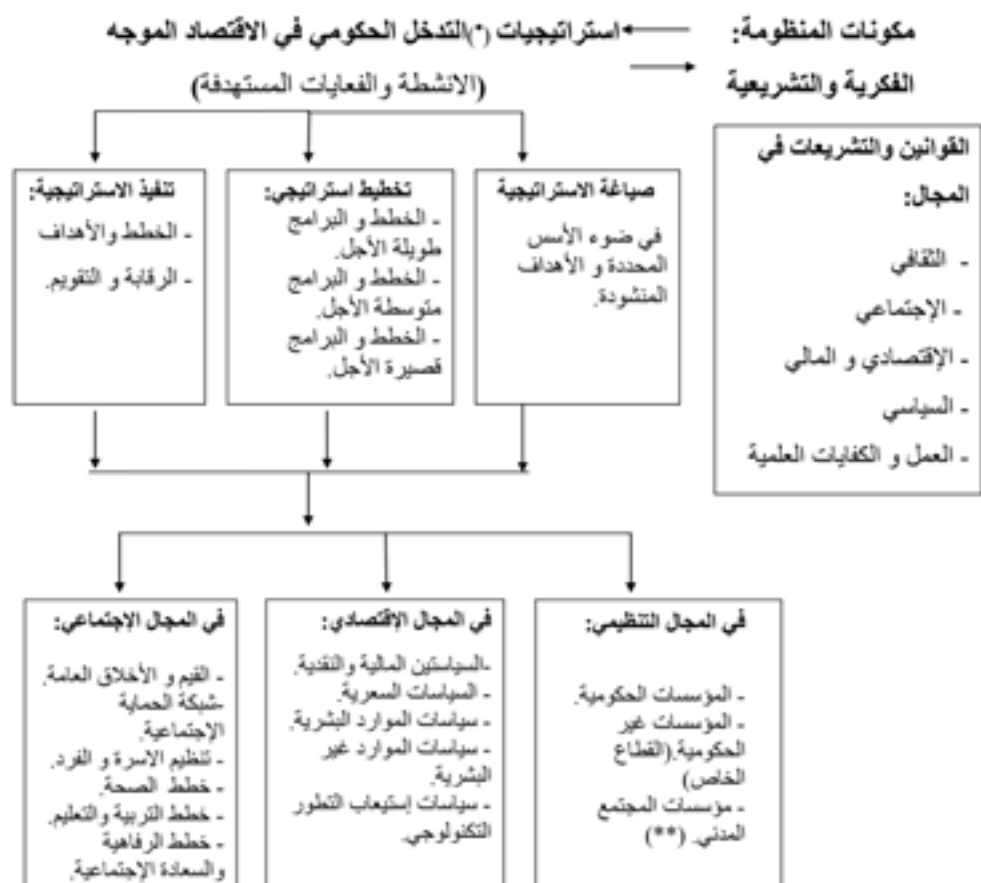 مكونات المنظومة: استراتيجيات (*)التدخل الحكومي في الاقتصاد الموجه
الفكرية والتشريعية (الانشطة والفعايات المستهدفة)
القوانين والتشريعات في
المجال:
- الثقافي
- الإجتماعي
- الإقتصادي و المالي
- السياسي
- العمل و الكفايات العلمية
صياغة الاستراتيجية
في ضوء الأسس
المحددة و الأهداف
المنشودة.
تخطيط استراتيجي:
- الخطط و البرامج
طويلة الأجل.
- الخطط و البرامج
متوسطة الأجل.
- الخطط و البرامج
قصيرة الأجل.
تنفيذ الاستراتيجية:
- الخطط والأهداف
- الرقابة و التقويم.
في المجال التنظيمي:
- المؤسسات الحكومية.
- المؤسسات غير
الحكومية.(القطاع
الخاص)
- مؤسسات المجتمع
المدني. (**)
في المجال الإقتصادي:
-السياستين المالية والنقدية.
- السياسات السعرية.
- سياسات الموارد البشرية.
- سياسات الموارد غير
البشرية.
- سياسات إستيعاب التطور
التكنولوجي.
في المجال الإجتماعي:
- القيم و الأخلاق العامة.
-شبكة الحماية
الإجتماعية.
- تنظيم الاسرة و الفرد.
- خطط الصحة.
- خطط التربية والتعليم.
- خطط الرفاهية
والسعادة الإجتماعية.